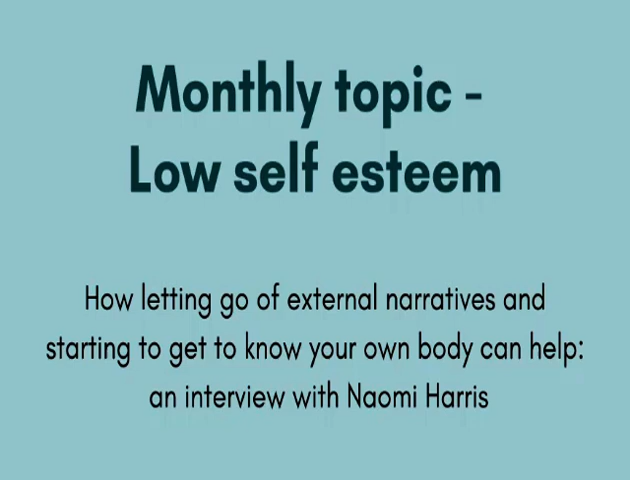 Monthly topic -
Low self esteem
How letting go of external narratives and
starting to get to know your own body can help:
an interview with Naomi Harris